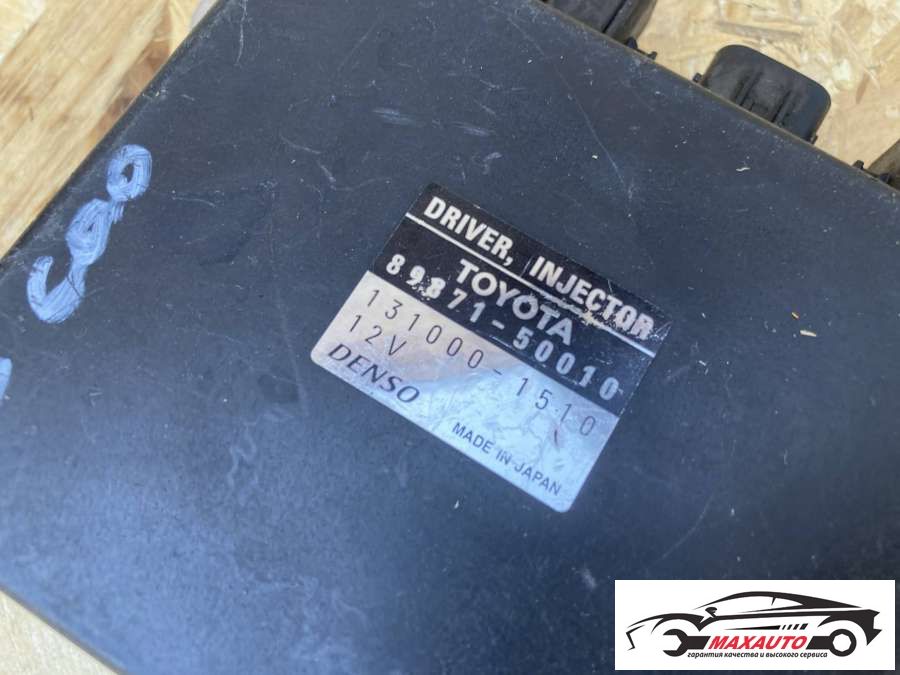 DRIVER, INJECTOR
TOYOTA
89871-50010
131000-1510
12V
DENSO
MADE IN JAPAN
MAXAUTO
гарантия качества и высокого сервиса